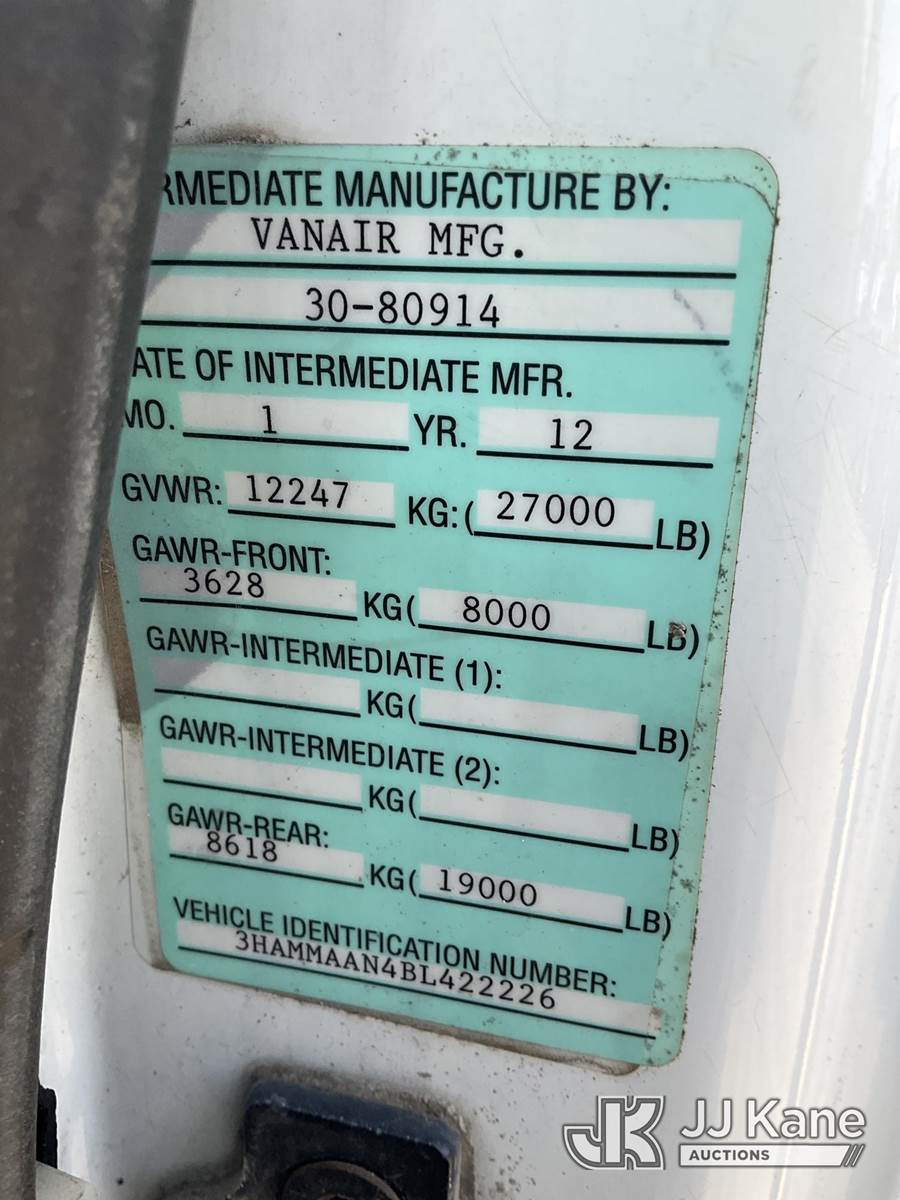 RMEDIATE MANUFACTURE BY:
VANAIR MFG.
30-80914
ATE OF INTERMEDIATE MFR.
MO. 1 YR. 12
GVWR: 12247 KG: ( 27000 LB)
GAWR-FRONT:
3628 KG( 8000 LB)
GAWR-INTERMEDIATE (1):
KG( LB)
GAWR-INTERMEDIATE (2):
KG( LB)
GAWR-REAR:
8618 KG( 19000 LB)
VEHICLE IDENTIFICATION NUMBER:
3HAMMAAN4BL422226
JK JJ Kane
AUCTIONS